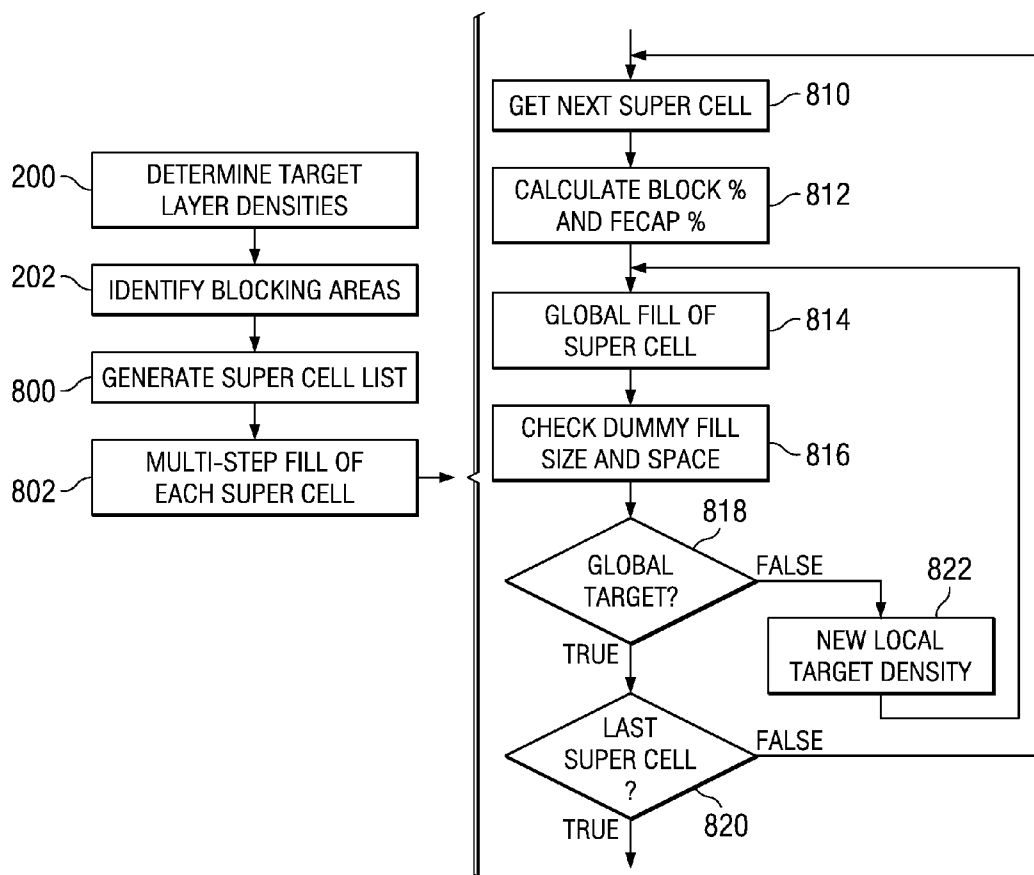 200
DETERMINE TARGET
LAYER DENSITIES
202
IDENTIFY BLOCKING AREAS
800
GENERATE SUPER CELL LIST
802
MULTI-STEP FILL OF
EACH SUPER CELL
GET NEXT SUPER CELL
810
CALCULATE BLOCK %
AND FECAP %
812
GLOBAL FILL OF
SUPER CELL
814
CHECK DUMMY FILL
SIZE AND SPACE
816
818
GLOBAL
TARGET?
FALSE
TRUE
822
NEW LOCAL
TARGET DENSITY
LAST
SUPER CELL
?
FALSE
820
TRUE